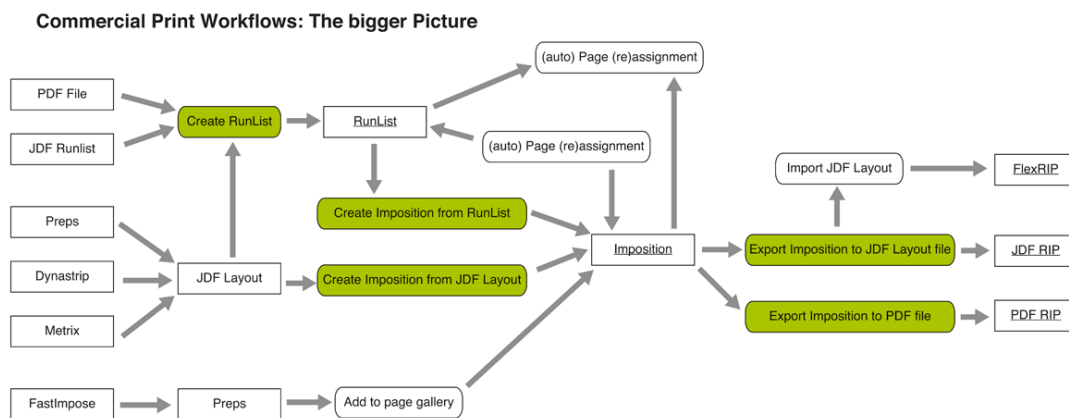 Commercial Print Workflows: The bigger Picture
(auto) Page (re)assignment
PDF File
Create RunList
RunList
JDF Runlist
(auto) Page (re)assignment
Import JDF Layout
FlexRIP
Preps
Create Imposition from RunList
Imposition
Export Imposition to JDF Layout file
JDF RIP
Dynastrip
JDF Layout
Create Imposition from JDF Layout
Metrix
Export Imposition to PDF file
PDF RIP
FastImpose
Preps
Add to page gallery